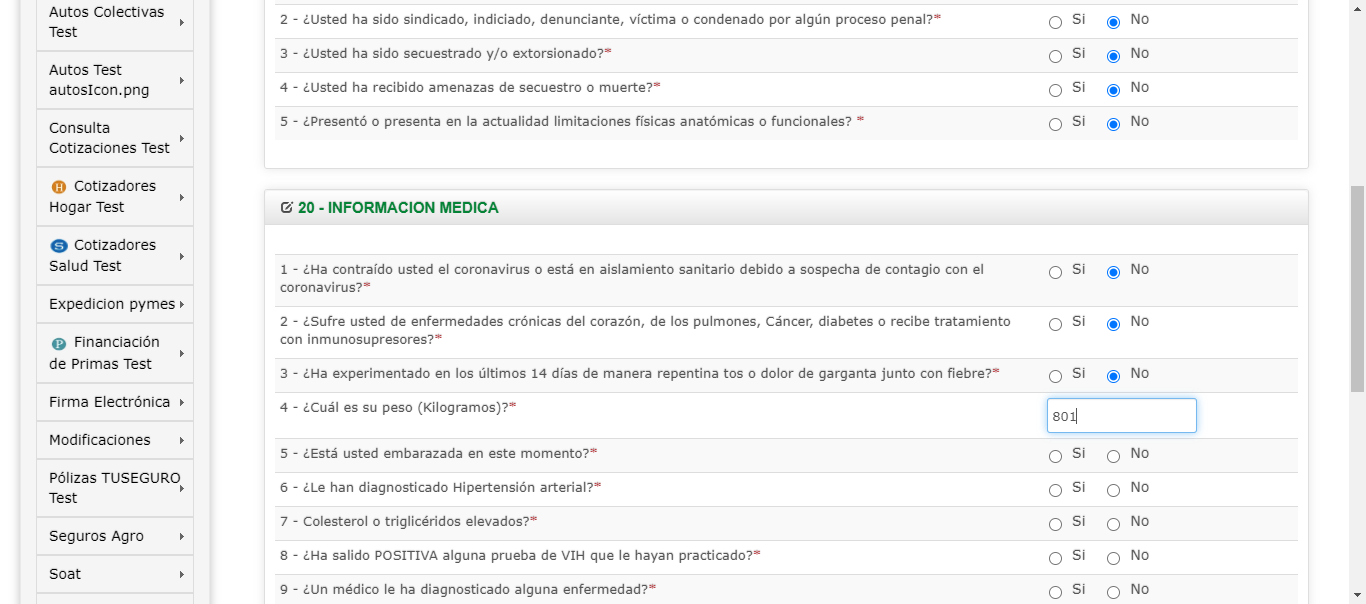 Autos Colectivas
Test
Autos Test
autosIcon.png
Consulta
Cotizaciones Test
H Cotizadores
Hogar Test
S Cotizadores
Salud Test
Expedicion pymes
P Financiación
de Primas Test
Firma Electrónica
Modificaciones
Pólizas TUSEGURO
Test
Seguros Agro
Soat
2 - ¿Usted ha sido sindicado, indiciado, denunciante, víctima o condenado por algún proceso penal?* Si No
3 - ¿Usted ha sido secuestrado y/o extorsionado?* Si No
4 - ¿Usted ha recibido amenazas de secuestro o muerte?* Si No
5 - ¿Presentó o presenta en la actualidad limitaciones físicas anatómicas o funcionales? * Si No
20 - INFORMACION MEDICA
1 - ¿Ha contraído usted el coronavirus o está en aislamiento sanitario debido a sospecha de contagio con el Si No
coronavirus?*
2 - ¿Sufre usted de enfermedades crónicas del corazón, de los pulmones, Cáncer, diabetes o recibe tratamiento Si No
con inmunosupresores?*
3 - ¿Ha experimentado en los últimos 14 días de manera repentina tos o dolor de garganta junto con fiebre?* Si No
4 - ¿Cuál es su peso (Kilogramos)?* 801
5 - ¿Está usted embarazada en este momento?* Si No
6 - ¿Le han diagnosticado Hipertensión arterial?* Si No
7 - Colesterol o triglicéridos elevados?* Si No
8 - ¿Ha salido POSITIVA alguna prueba de VIH que le hayan practicado?* Si No
9 - ¿Un médico le ha diagnosticado alguna enfermedad?* Si No